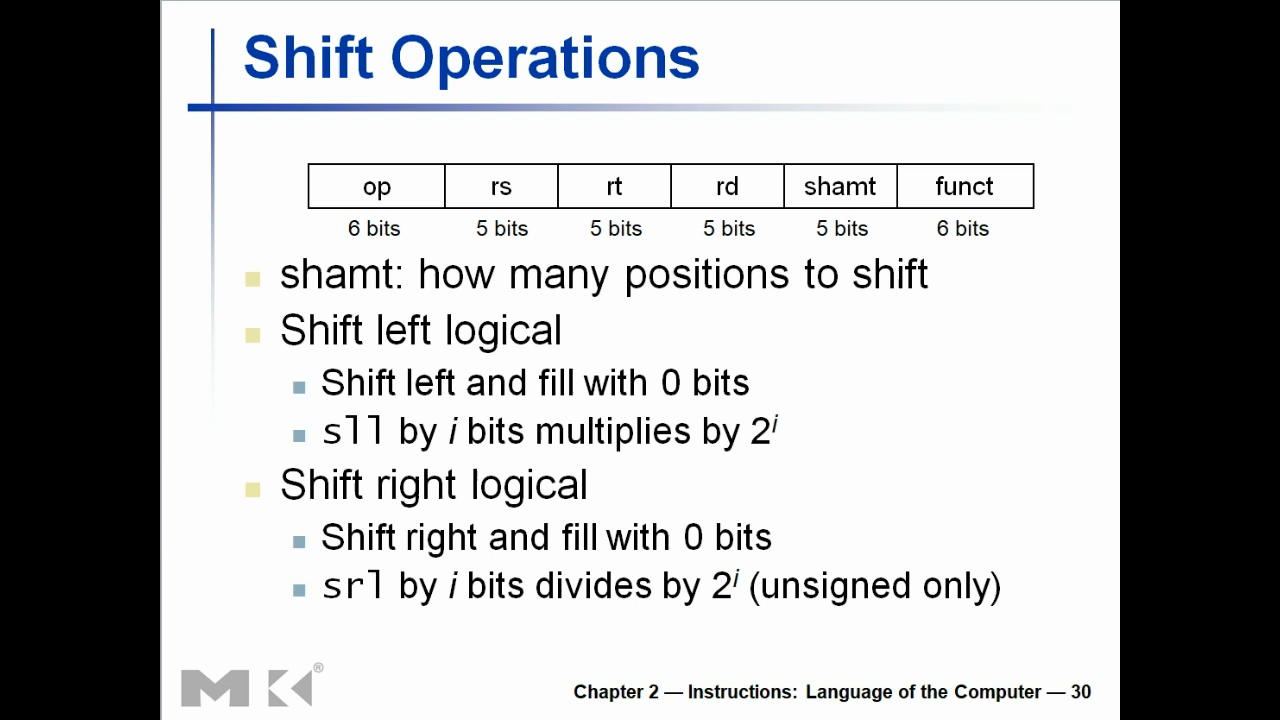 Shift Operations
op rs rt rd shamt funct
6 bits 5 bits 5 bits 5 bits 5 bits 6 bits
shamt: how many positions to shift
Shift left logical
Shift left and fill with 0 bits
sll by i bits multiplies by 2ⁱ
Shift right logical
Shift right and fill with 0 bits
srl by i bits divides by 2ⁱ (unsigned only)
MK®
Chapter 2 — Instructions: Language of the Computer — 30